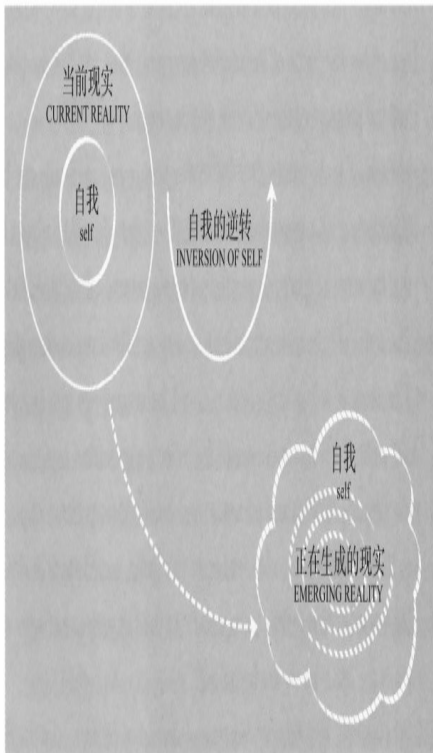 当前现实
CURRENT REALITY
自我
self
自我的逆转
INVERSION OF SELF
自我
self
正在生成的现实
EMERGING REALITY